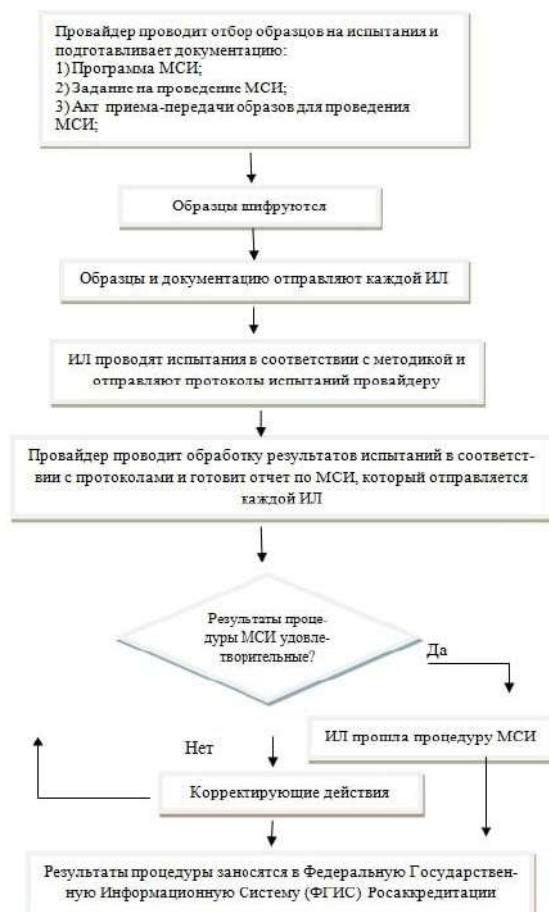 Провайдер проводит отбор образцов на испытания и
подготавливает документацию:
1) Программа МСИ;
2) Задание на проведение МСИ;
3) Акт приема-передачи образов для проведения
МСИ;
Образцы шифруются
Образцы и документацию отправляют каждой ИЛ
ИЛ проводят испытания в соответствии с методикой и
отправляют протоколы испытаний провайдеру
Провайдер проводит обработку результатов испытаний в соответст-
вии с протоколами и готовит отчет по МСИ, который отправляется
каждой ИЛ
Результаты проце-
дуры МСИ удовле-
творительные?
Да
ИЛ прошла процедуру МСИ
Нет
Корректирующие действия
Результаты процедуры заносятся в Федеральную Государствен-
ную Информационную Систему (ФГИС) Росаккредитации